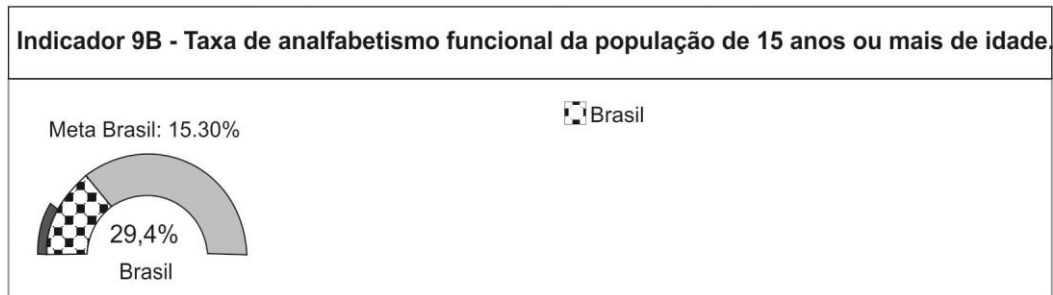 Indicador 9B - Taxa de analfabetismo funcional da população de 15 anos ou mais de idade.
Brasil
Meta Brasil: 15.30%
29,4%
Brasil